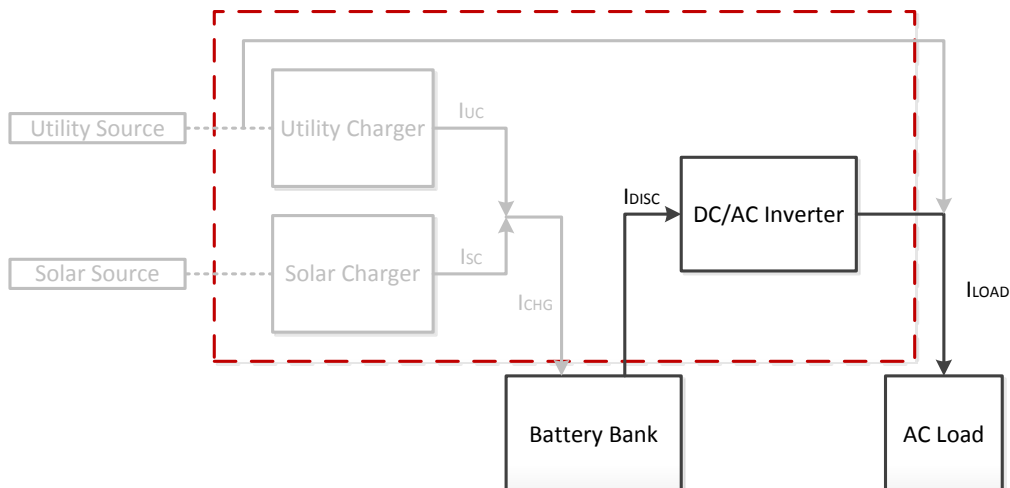 Utility Source
Utility Charger
IUC
Solar Source
Solar Charger
ISC
ICHG
IDISC
DC/AC Inverter
ILOAD
Battery Bank
AC Load